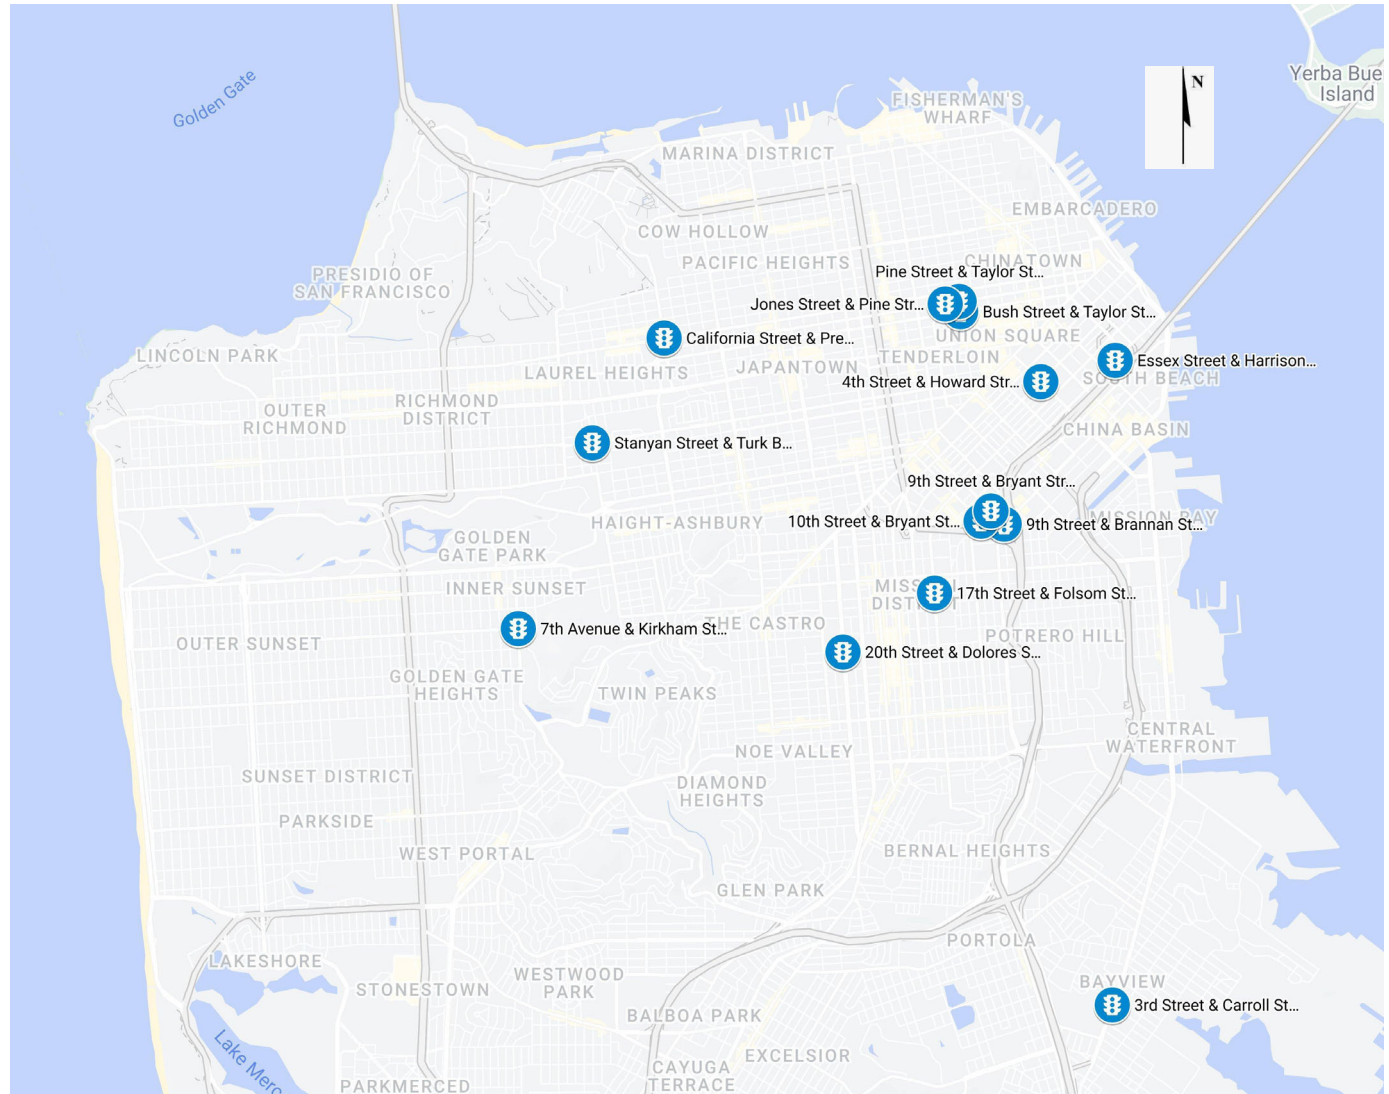 Golden Gate
Yerba Bue
Island
N
FISHERMAN'S
WHARF
MARINA DISTRICT
EMBARCADERO
COW HOLLOW
PACIFIC HEIGHTS
CHINATOWN
PRESIDIO OF
SAN FRANCISCO
Pine Street & Taylor St...
Jones Street & Pine Str...
Bush Street & Taylor St...
UNION SQUARE
California Street & Pre...
LINCOLN PARK
TENDERLOIN
Essex Street & Harrison...
LAUREL HEIGHTS
JAPANTOWN
4th Street & Howard Str...
SOUTH BEACH
RICHMOND
DISTRICT
OUTER
RICHMOND
CHINA BASIN
Stanyan Street & Turk B...
9th Street & Bryant Str...
HAIGHT-ASHBURY
10th Street & Bryant St...
9th Street & Brannan St...
MISSION BAY
GOLDEN
GATE PARK
INNER SUNSET
MISSION
DISTRICT
17th Street & Folsom St...
7th Avenue & Kirkham St...
THE CASTRO
OUTER SUNSET
POTRERO HILL
20th Street & Dolores S...
GOLDEN GATE
HEIGHTS
TWIN PEAKS
CENTRAL
WATERFRONT
NOE VALLEY
SUNSET DISTRICT
DIAMOND
HEIGHTS
PARKSIDE
WEST PORTAL
BERNAL HEIGHTS
GLEN PARK
PORTOLA
LAKESHORE
WESTWOOD
PARK
STONESTOWN
BAYVIEW
3rd Street & Carroll St...
BALBOA PARK
Lake Merc
EXCELSIOR
CAYUGA
TERRACE
PARKMERCED